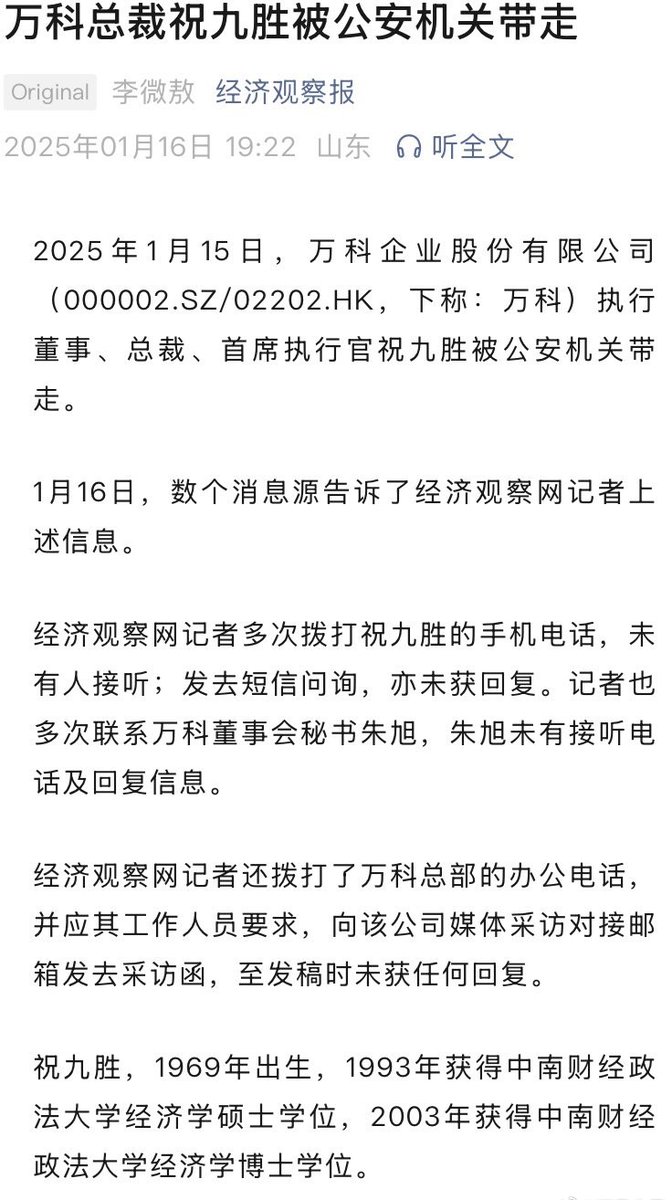 万科总裁祝九胜被公安机关带走
Original 李微敖 经济观察报
2025年01月16日 19:22 山东 听全文
2025年1月15日，万科企业股份有限公司
（000002.SZ/02202.HK，下称：万科）执行
董事、总裁、首席执行官祝九胜被公安机关带
走。
1月16日，数个消息源告诉了经济观察网记者上
述信息。
经济观察网记者多次拨打祝九胜的手机电话，未
有人接听；发去短信问询，亦未获回复。记者也
多次联系万科董事会秘书朱旭，朱旭未有接听电
话及回复信息。
经济观察网记者还拨打了万科总部的办公电话，
并应其工作人员要求，向该公司媒体采访对接邮
箱发去采访函，至发稿时未获任何回复。
祝九胜，1969年出生，1993年获得中南财经政
法大学经济学硕士学位，2003年获得中南财经
政法大学经济学博士学位。